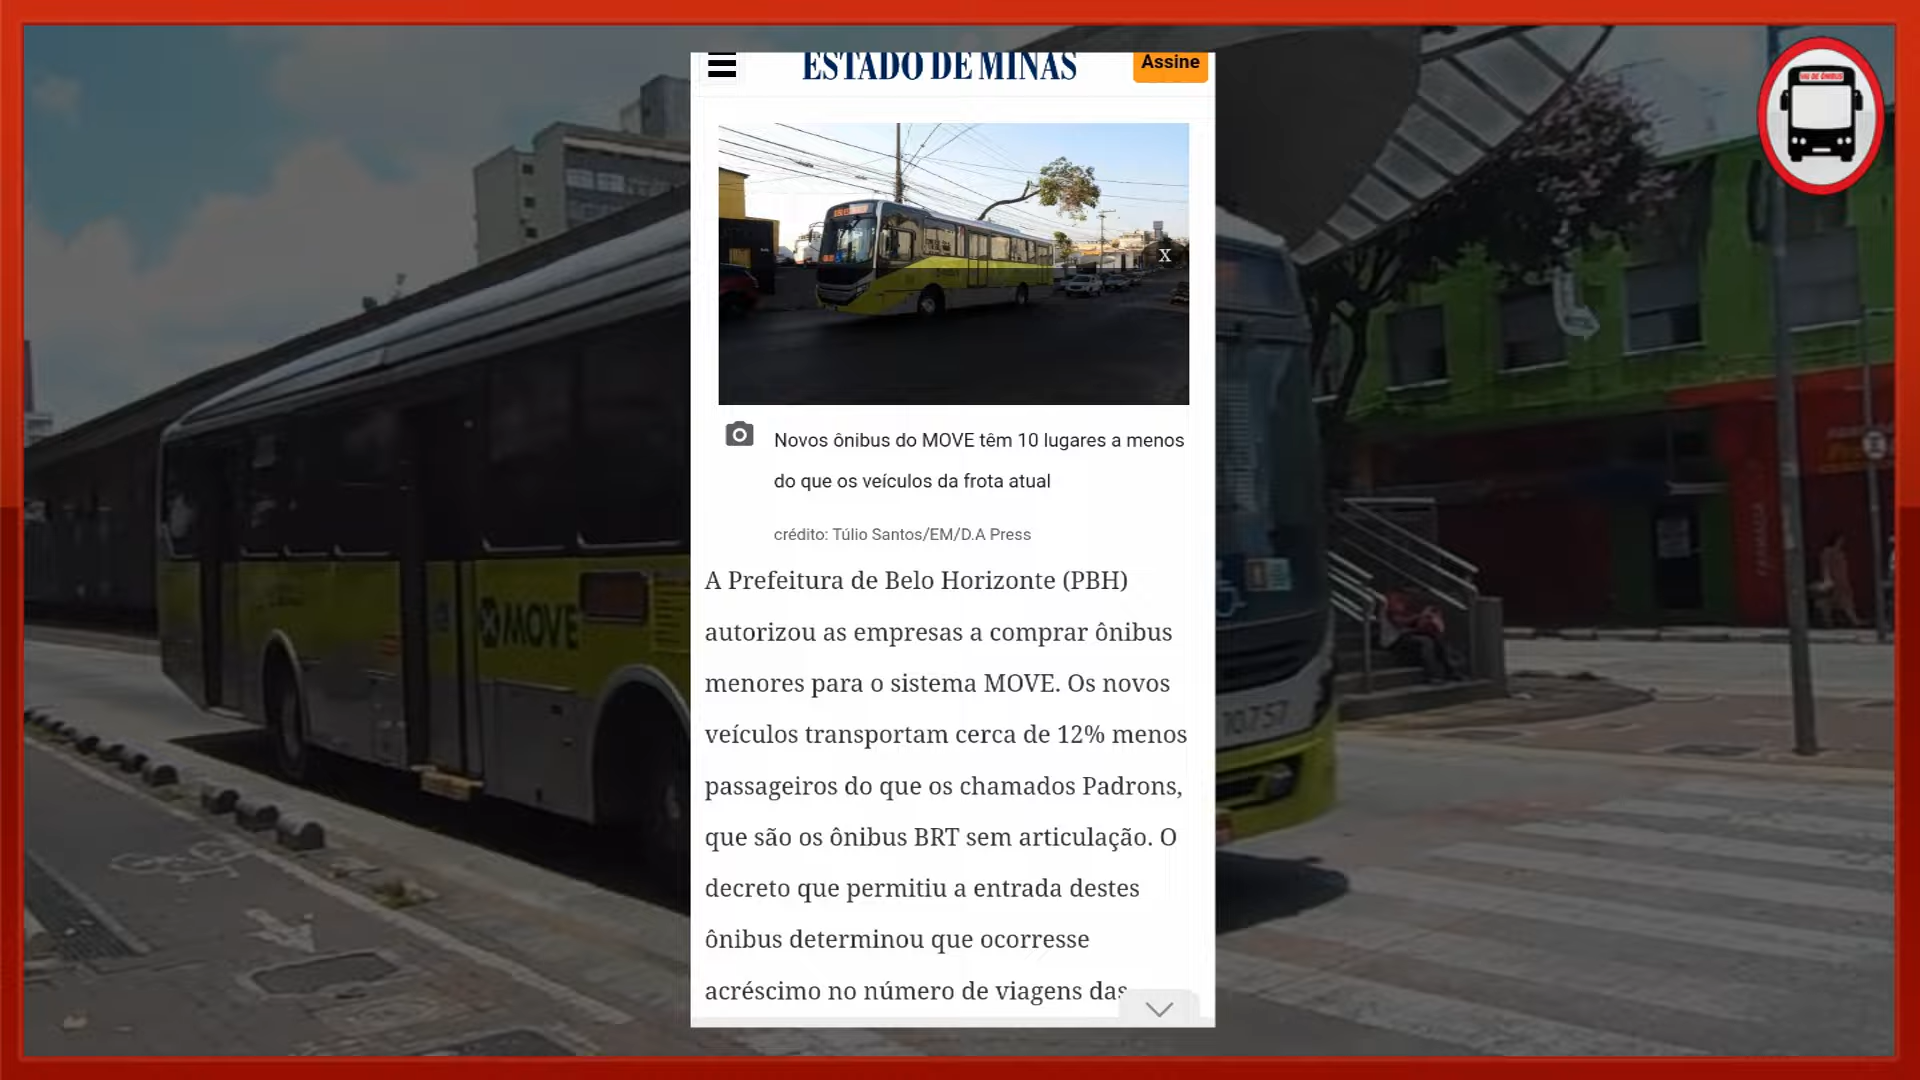 ESTADO DE MINAS
Assine
VAI DE ÔNIBUS
X
Novos ônibus do MOVE têm 10 lugares a menos
do que os veículos da frota atual
crédito: Túlio Santos/EM/D.A Press
A Prefeitura de Belo Horizonte (PBH)
autorizou as empresas a comprar ônibus
menores para o sistema MOVE. Os novos
veículos transportam cerca de 12% menos
passageiros do que os chamados Padrons,
que são os ônibus BRT sem articulação. O
decreto que permitiu a entrada destes
ônibus determinou que ocorresse
acréscimo no número de viagens das
MOVE
10757